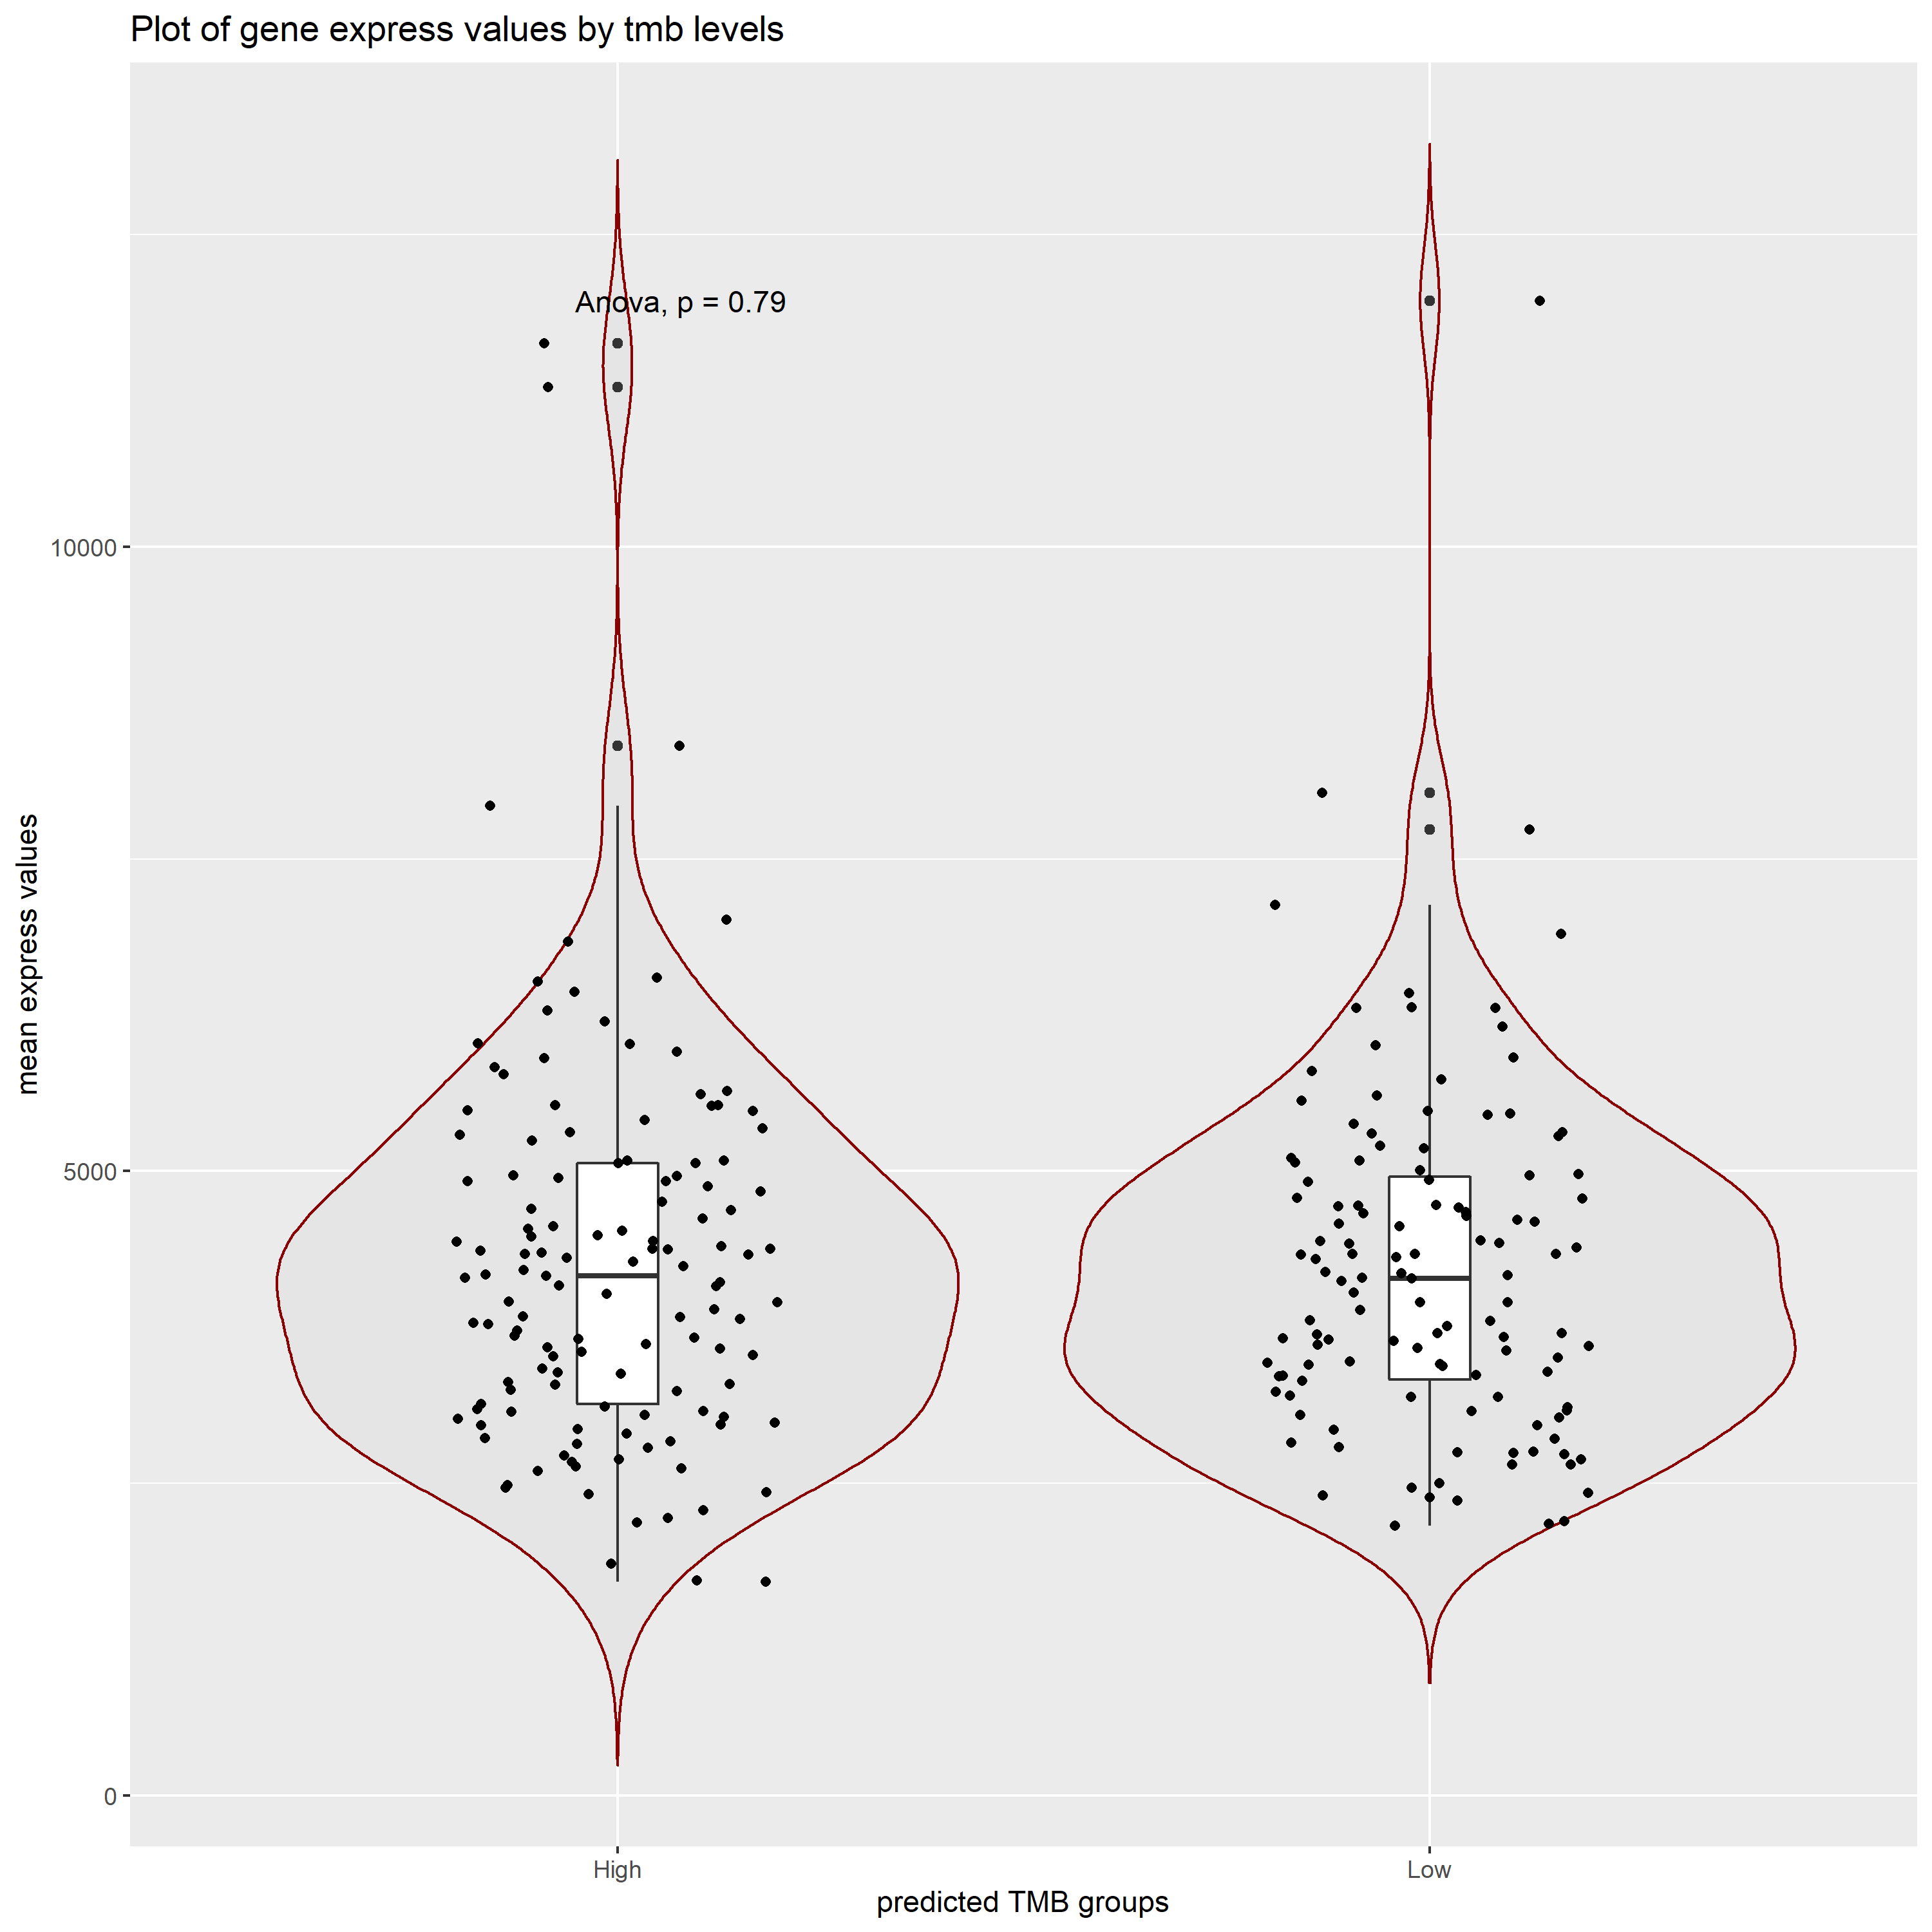 Plot of gene express values by tmb levels
Anova, p = 0.79
10000
5000
0
mean express values
High
Low
predicted TMB groups